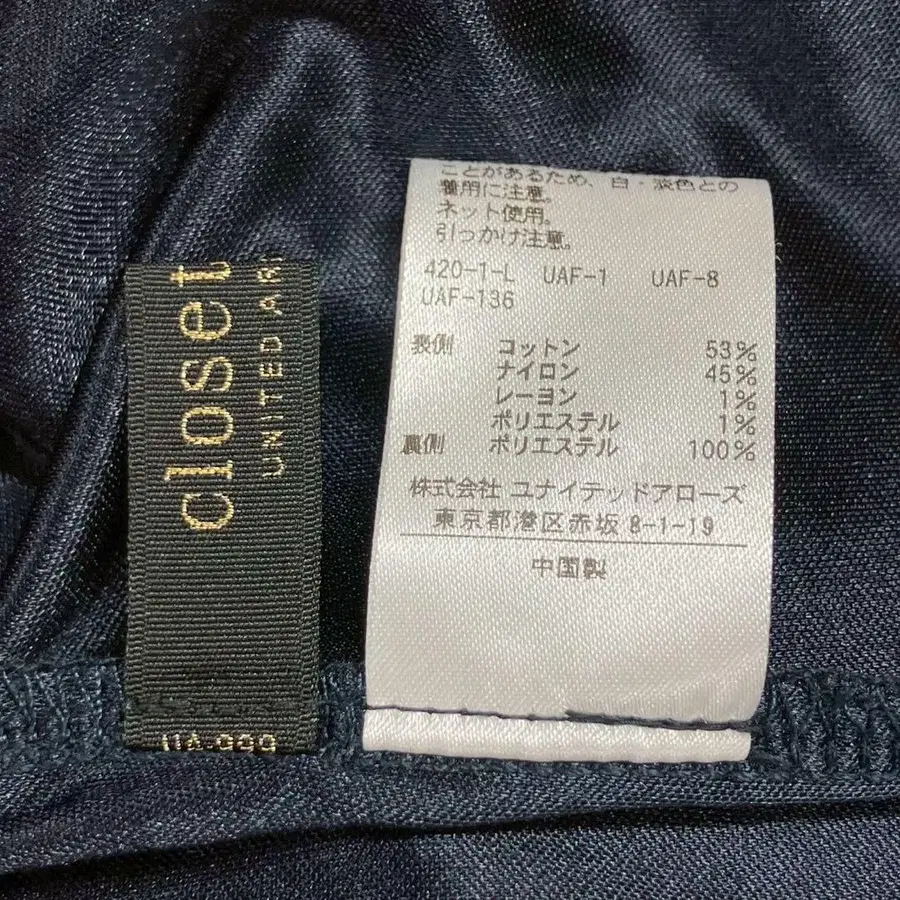 closet
UNITED AR
ことがあるため、白・淡色との
着用に注意。
ネット使用。
引っかけ注意。
420-1-L UAF-1 UAF-8
UAF-136
表側 コットン 53%
ナイロン 45%
レーヨン 1%
ポリエステル 1%
裏側 ポリエステル 100%
株式会社 ユナイテッドアローズ
東京都港区赤坂 8-1-19
中国製